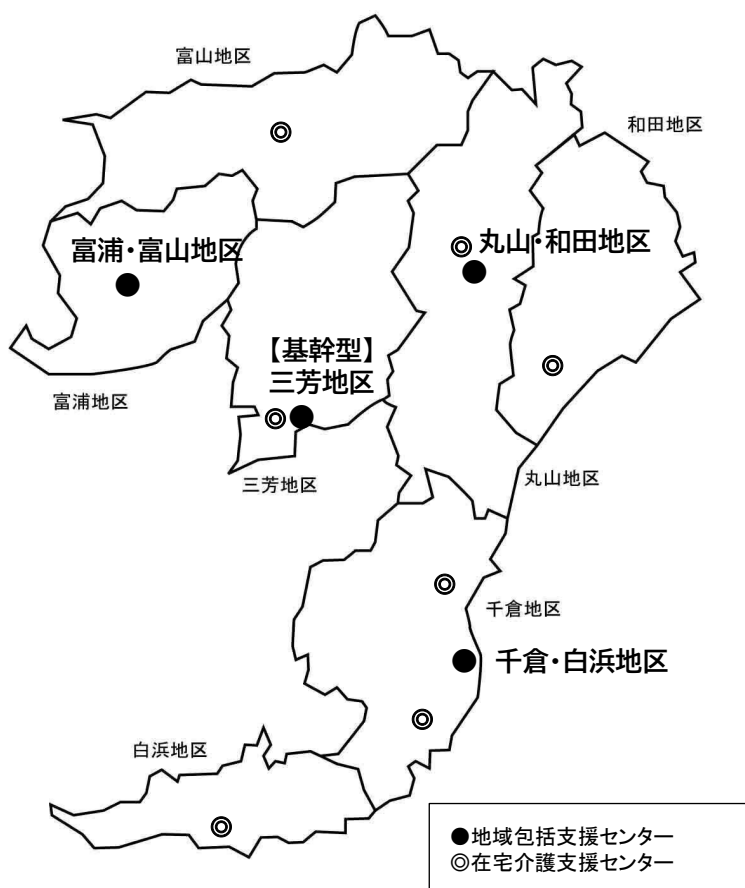 富山地区
和田地区
富浦・富山地区
丸山・和田地区
【基幹型】
三芳地区
富浦地区
三芳地区
丸山地区
千倉地区
千倉・白浜地区
白浜地区
●地域包括支援センター
◎在宅介護支援センター